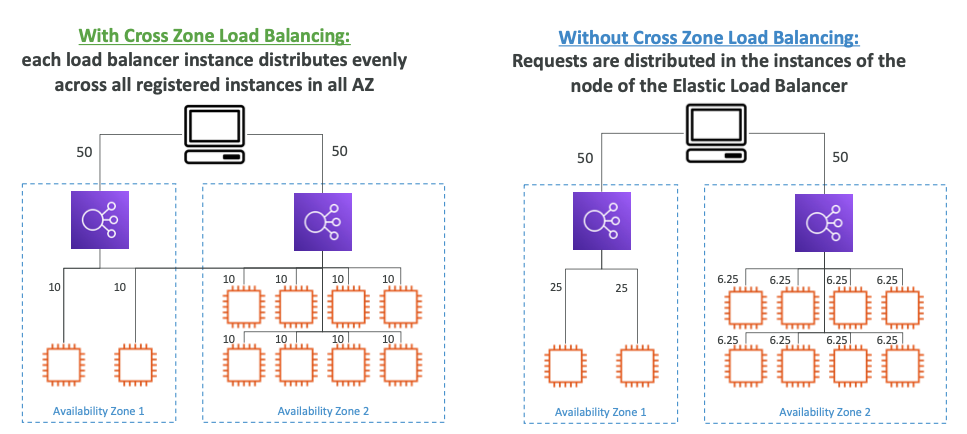 With Cross Zone Load Balancing:
each load balancer instance distributes evenly
across all registered instances in all AZ
50
50
10
10
10
10
10
10
10
10
10
10
Availability Zone 1
Availability Zone 2
Without Cross Zone Load Balancing:
Requests are distributed in the instances of the
node of the Elastic Load Balancer
50
50
25
25
6.25
6.25
6.25
6.25
6.25
6.25
6.25
6.25
Availability Zone 1
Availability Zone 2